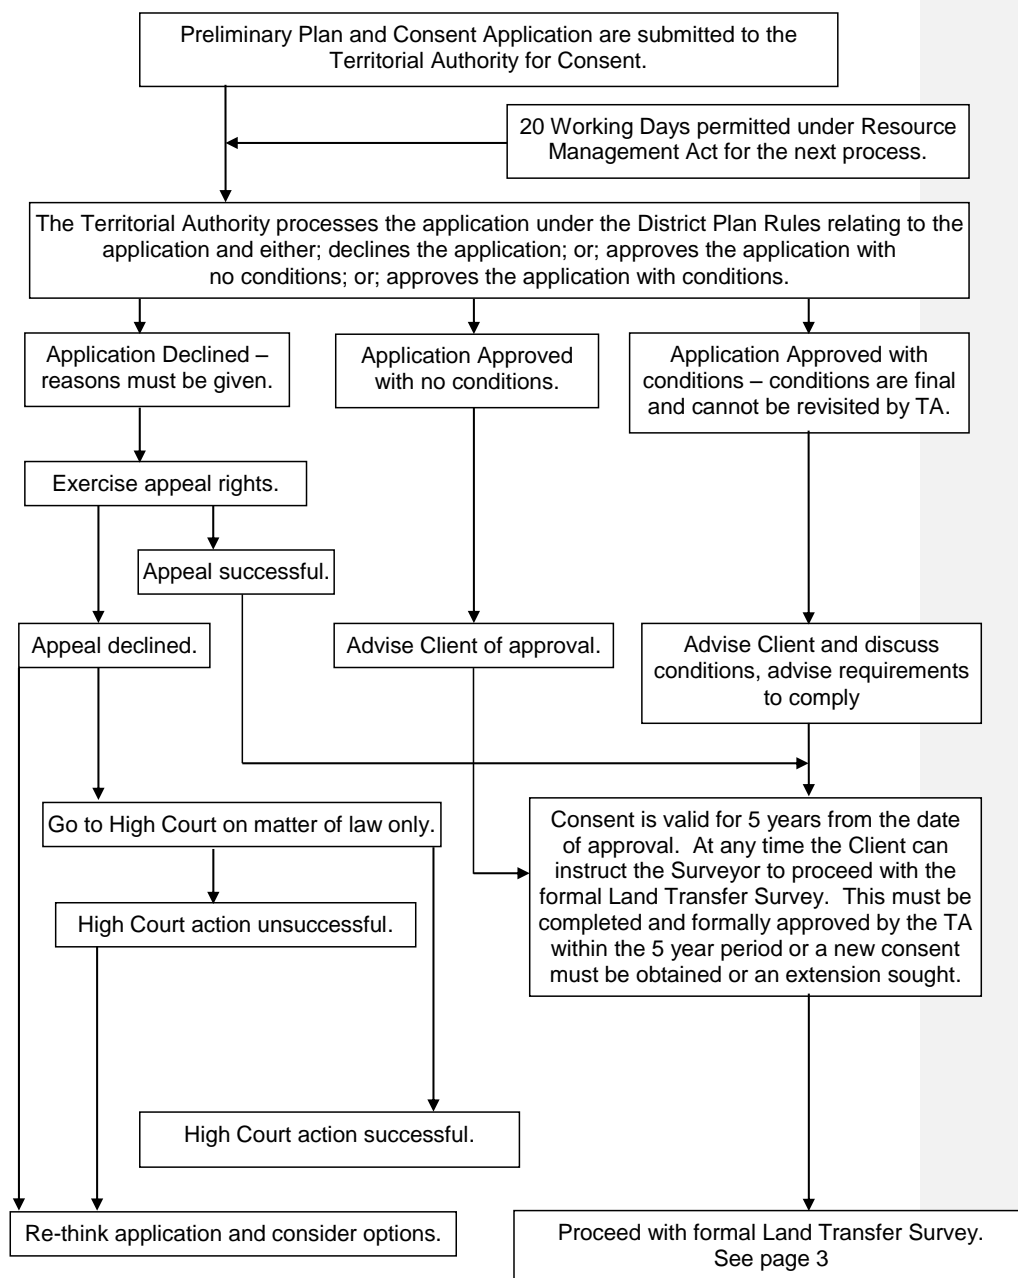 Preliminary Plan and Consent Application are submitted to the
Territorial Authority for Consent.
20 Working Days permitted under Resource
Management Act for the next process.
The Territorial Authority processes the application under the District Plan Rules relating to the
application and either; declines the application; or; approves the application with
no conditions; or; approves the application with conditions.
Application Declined –
reasons must be given.
Application Approved
with no conditions.
Application Approved with
conditions – conditions are final
and cannot be revisited by TA.
Exercise appeal rights.
Appeal successful.
Appeal declined.
Advise Client of approval.
Advise Client and discuss
conditions, advise requirements
to comply
Go to High Court on matter of law only.
Consent is valid for 5 years from the date
of approval.  At any time the Client can
instruct the Surveyor to proceed with the
formal Land Transfer Survey.  This must be
completed and formally approved by the TA
within the 5 year period or a new consent
must be obtained or an extension sought.
High Court action unsuccessful.
High Court action successful.
Re-think application and consider options.
Proceed with formal Land Transfer Survey.
See page 3